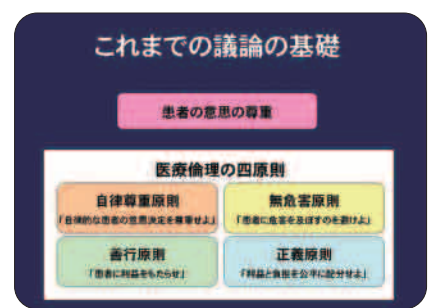 これまでの議論の基礎
患者の意思の尊重
医療倫理の四原則
自律尊重原則
「自律的な患者の意思決定を尊重せよ」
無危害原則
「患者に危害を及ぼすのを避けよ」
善行原則
「患者に利益をもたらせ」
正義原則
「利益と負担を公平に配分せよ」